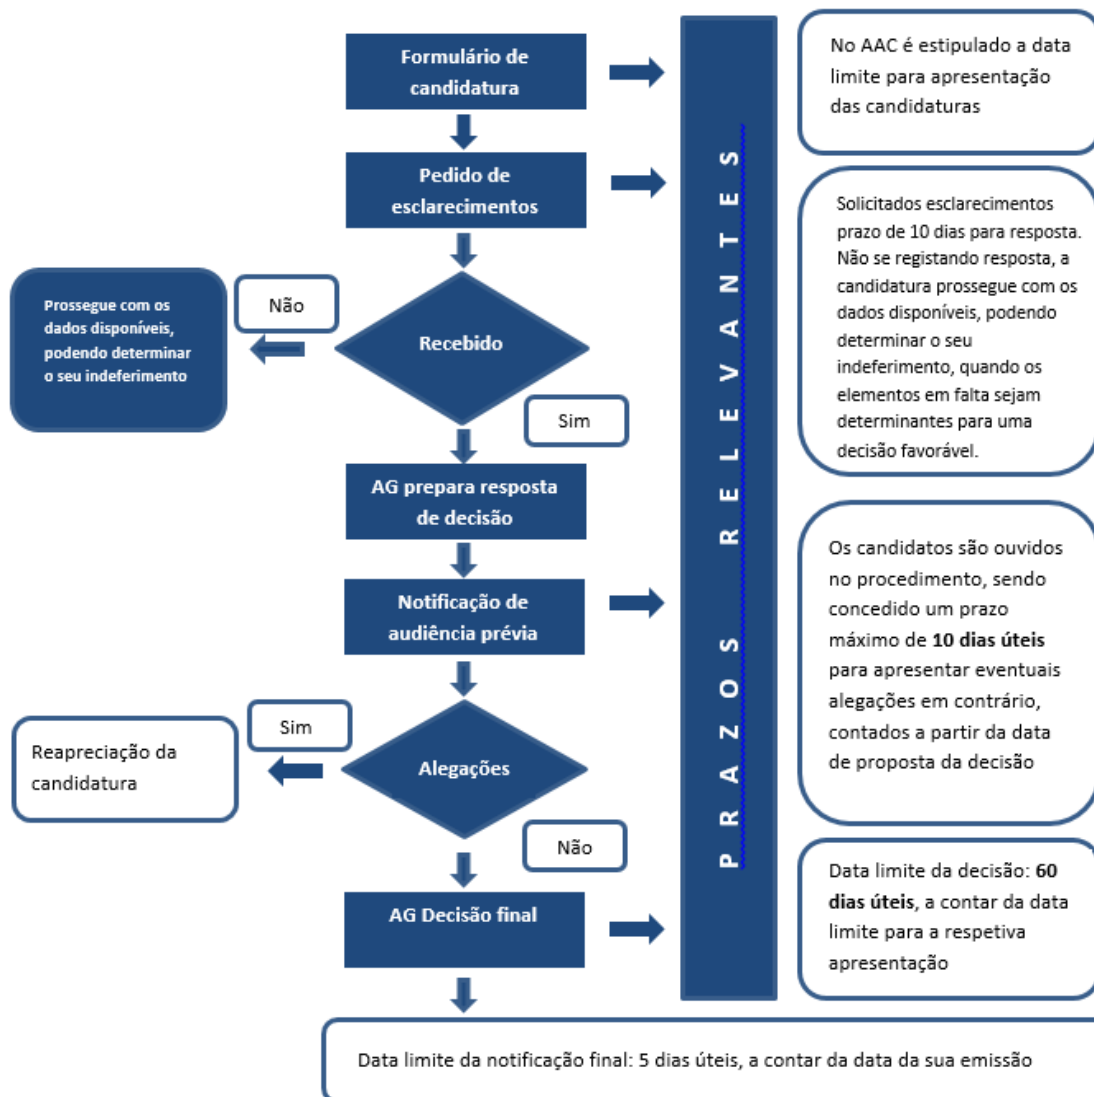 Formulário de
candidatura
No AAC é estipulado a data
limite para apresentação
das candidaturas
Pedido de
esclarecimentos
Solicitados esclarecimentos
prazo de 10 dias para resposta.
Não se registando resposta, a
candidatura prossegue com os
dados disponíveis, podendo
determinar o seu
indeferimento, quando os
elementos em falta sejam
determinantes para uma
decisão favorável.
Prossegue com os
dados disponíveis,
podendo determinar
o seu indeferimento
Não
Recebido
Sim
AG prepara resposta
de decisão
Notificação de
audiência prévia
Os candidatos são ouvidos
no procedimento, sendo
concedido um prazo
máximo de 10 dias úteis
para apresentar eventuais
alegações em contrário,
contados a partir da data
de proposta da decisão
Reapreciação da
candidatura
Sim
Alegações
Não
AG Decisão final
Data limite da decisão: 60
dias úteis, a contar da data
limite para a respetiva
apresentação
PRAZOS RELEVANTES
Data limite da notificação final: 5 dias úteis, a contar da data da sua emissão